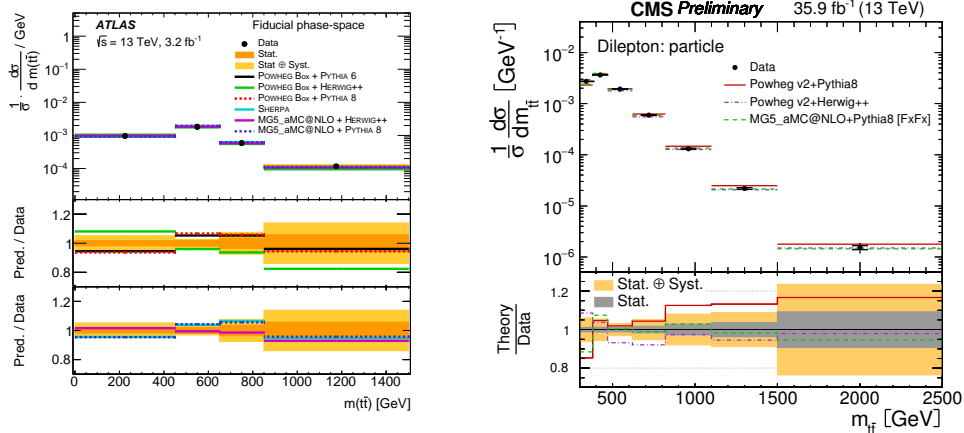 ATLAS Fiducial phase-space
√s = 13 TeV, 3.2 fb⁻¹
Data
Stat.
Stat ⊕ Syst.
POWHEG BOX + PYTHIA 6
POWHEG BOX + HERWIG++
POWHEG BOX + PYTHIA 8
SHERPA
MG5_aMC@NLO + HERWIG++
MG5_aMC@NLO + PYTHIA 8
1/σ · dσ/d m(tt̄) / GeV
1
10⁻¹
10⁻²
10⁻³
10⁻⁴
Pred. / Data
1.2
1
0.8
Pred. / Data
1.2
1
0.8
0 200 400 600 800 1000 1200 1400
m(tt̄) [GeV]
CMS Preliminary 35.9 fb⁻¹ (13 TeV)
Dilepton: particle
Data
Powheg v2+Pythia8
Powheg v2+Herwig++
MG5_aMC@NLO+Pythia8 [FxFx]
1/σ dσ/dm_tt̄ [GeV⁻¹]
10⁻²
10⁻³
10⁻⁴
10⁻⁵
10⁻⁶
Stat. ⊕ Syst.
Stat.
Theory
Data
1.2
1
0.8
500 1000 1500 2000 2500
m_tt̄ [GeV]